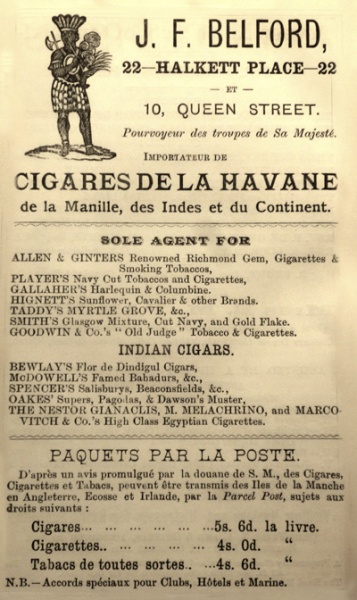 J. F. BELFORD,
22—HALKETT PLACE—22
— ET —
10, QUEEN STREET.
Pourvoyeur des troupes de Sa Majesté.
IMPORTATEUR DE
CIGARES DE LA HAVANE
de la Manille, des Indes et du Continent.
SOLE AGENT FOR
ALLEN & GINTERS Renowned Richmond Gem, Gigarettes &
Smoking Tobaccos,
PLAYER'S Navy Cut Tobaccos and Cigarettes,
GALLAHER'S Harlequin & Columbine.
HIGNETT'S Sunflower, Cavalier & other Brends.
TADDY'S MYRTLE GROVE, &c.,
SMITH'S Glasgow Mixture, Cut Navy, and Gold Flake.
GOODWIN & Co.'s "Old Judge" Tobacco & Cigarettes.
INDIAN CIGARS.
BEWLAY'S Flor de Dindigul Cigars,
McDOWELL'S Famed Babadurs, &c.,
SPENCER'S Salisburys, Beaconsfields, &c.,
OAKES' Supers, Pagodas, & Dawson's Muster,
THE NESTOR GIANACLIS, M. MELACHRINO, and MARCO-
VITCH & Co.'s High Class Egyptian Cigarettes.
PAQUETS PAR LA POSTE.
D'après un avis promulgué par la douane de S. M., des Cigares,
Cigarettes et Tabacs, peuvent être transmis des Iles de la Manche
en Angleterre, Ecosse et Irlande, par la Parcel Post, sujets aux
droits suivants :
Cigares... ... ... ... ...5s. 6d. la livre.
Cigarettes.. ... ... ... 4s. 0d. "
Tabacs de toutes sortes.. ...4s. 6d. "
N.B.—Accords spéciaux pour Clubs, Hôtels et Marine.